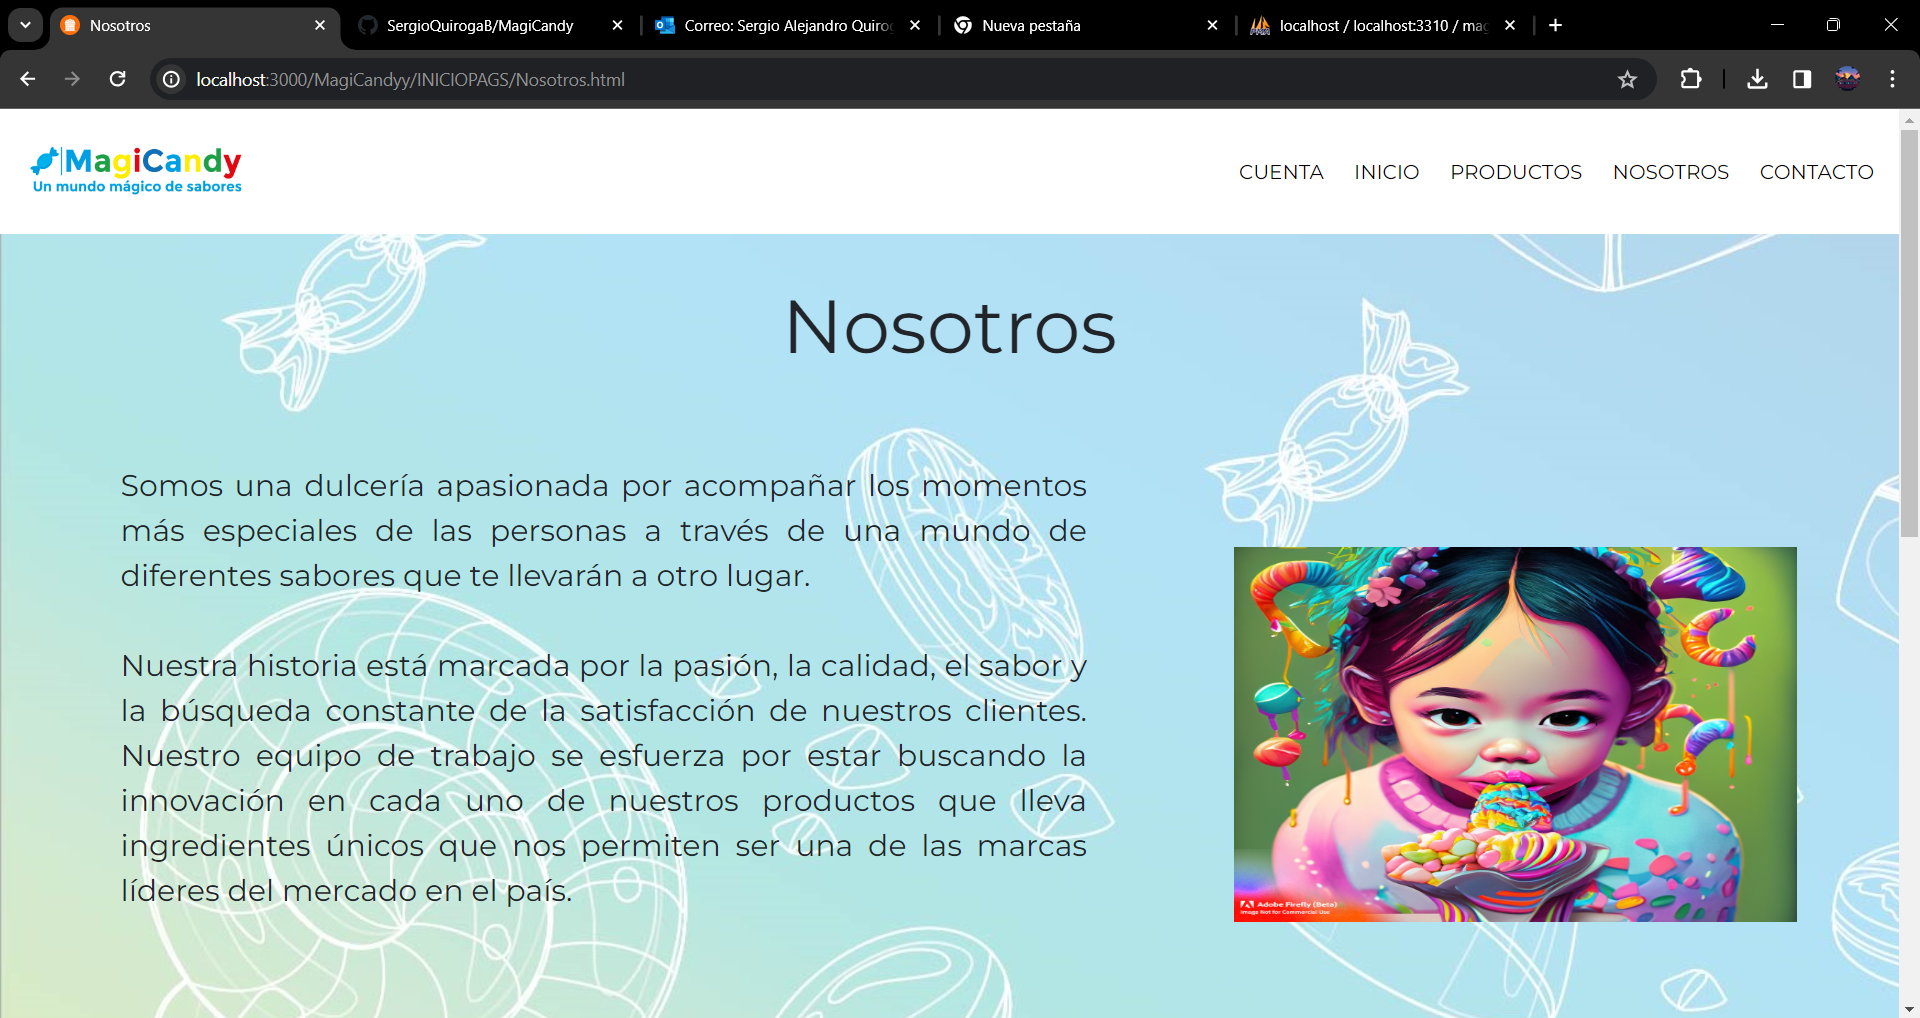 Nosotros
SergioQuirogaB/MagiCandy
Correo: Sergio Alejandro Quiro
Nueva pestaña
localhost / localhost:3310 / mag
localhost:3000/MagiCandyy/INICIOPAGS/Nosotros.html
MagiCandy
Un mundo mágico de sabores
CUENTA INICIO PRODUCTOS NOSOTROS CONTACTO
Nosotros
Somos una dulcería apasionada por acompañar los momentos
más especiales de las personas a través de una mundo de
diferentes sabores que te llevarán a otro lugar.
Nuestra historia está marcada por la pasión, la calidad, el sabor y
la búsqueda constante de la satisfacción de nuestros clientes.
Nuestro equipo de trabajo se esfuerza por estar buscando la
innovación en cada uno de nuestros productos que lleva
ingredientes únicos que nos permiten ser una de las marcas
líderes del mercado en el país.
Adobe Firefly (Beta)
Image Not for Commercial Use